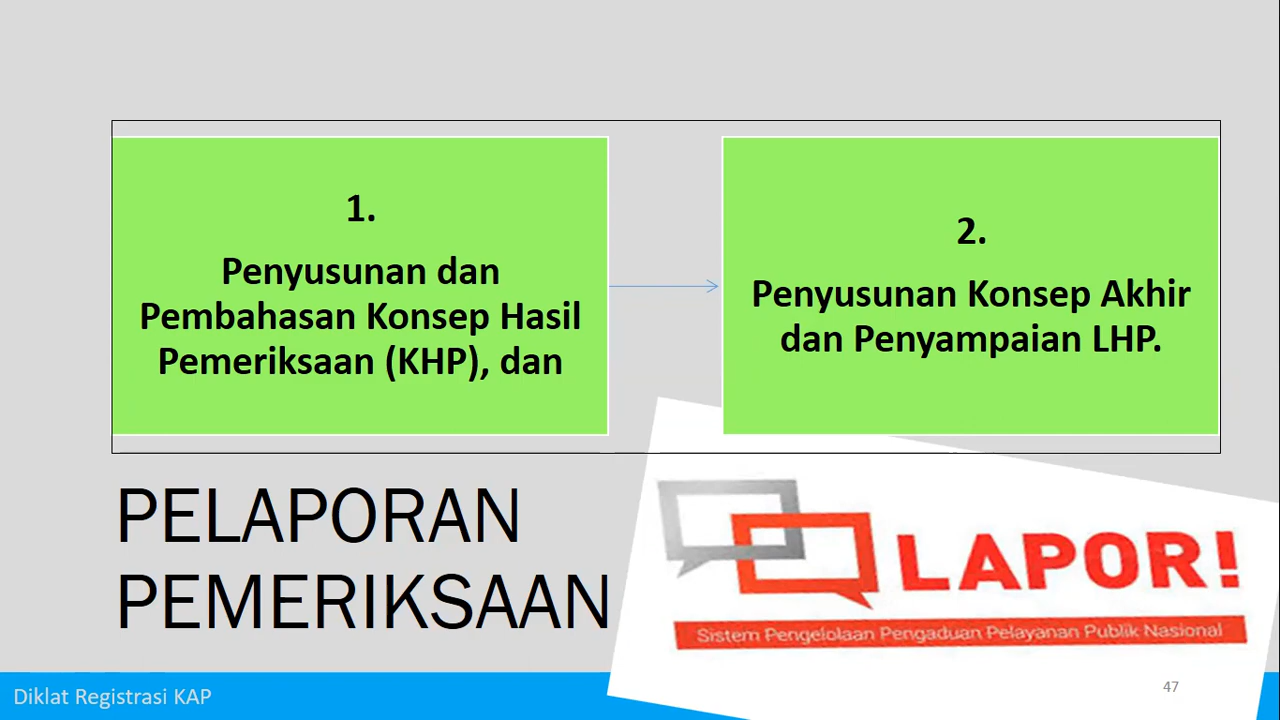 1.
Penyusunan dan
Pembahasan Konsep Hasil
Pemeriksaan (KHP), dan
2.
Penyusunan Konsep Akhir
dan Penyampaian LHP.
PELAPORAN
PEMERIKSAAN
LAPOR!
Sistem Pengelolaan Pengaduan Pelayanan Publik Nasional
Diklat Registrasi KAP
47